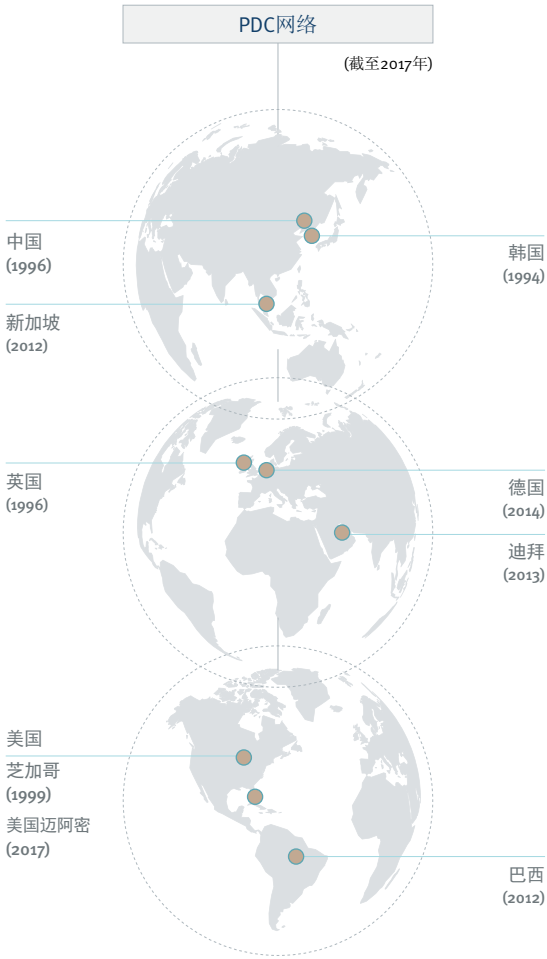 PDC网络
(截至2017年)
中国
(1996)
韩国
(1994)
新加坡
(2012)
英国
(1996)
德国
(2014)
迪拜
(2013)
美国
芝加哥
(1999)
美国迈阿密
(2017)
巴西
(2012)